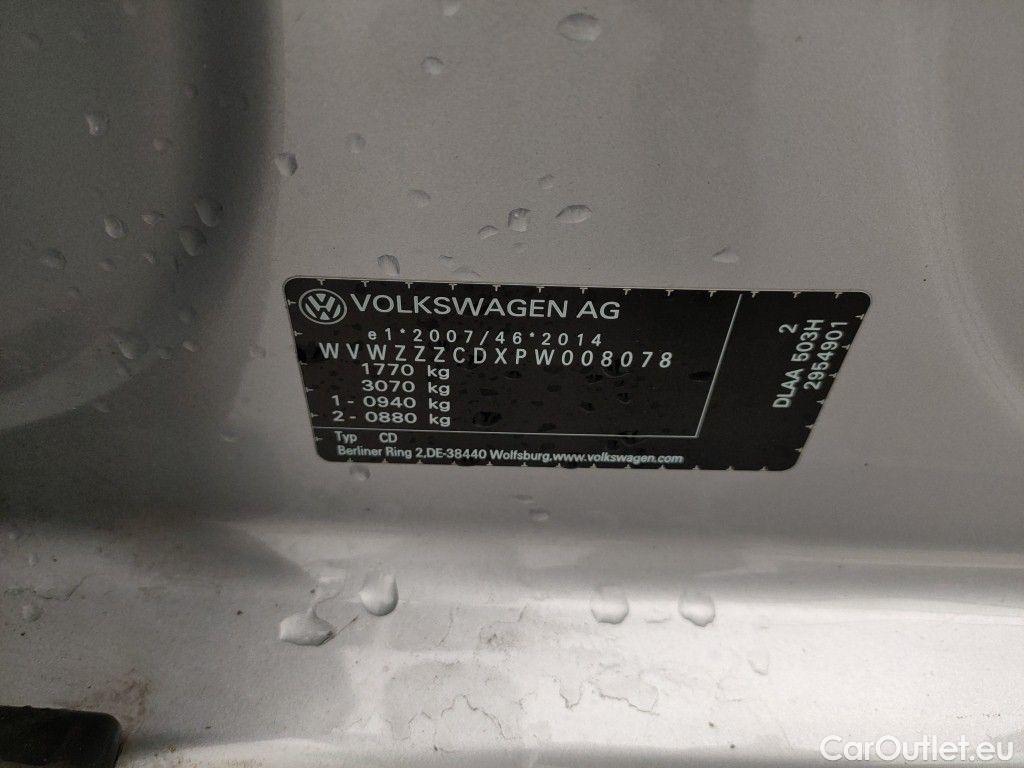 VOLKSWAGEN AG
e1*2007/46*2014
WVWZZZCDXPW008078
1770 kg
3070 kg
1 - 0940 kg
2 - 0880 kg
Typ CD
Berliner Ring 2,DE-38440 Wolfsburg,www.volkswagen.com
2
DLAA 503H
2954901
CarOutlet.eu